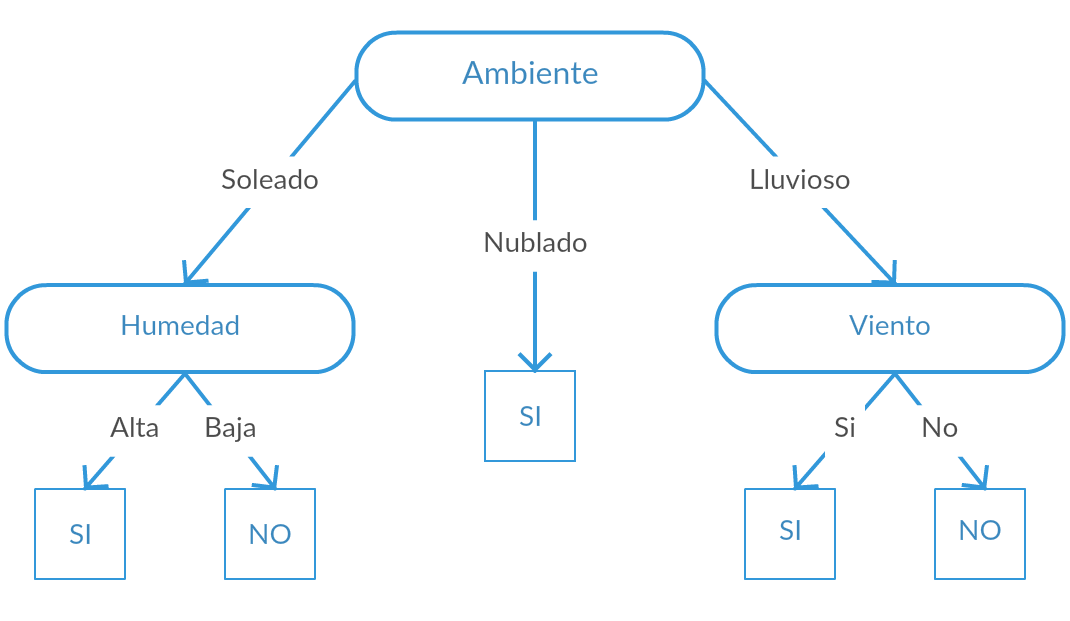 Ambiente
Soleado
Nublado
Lluvioso
Humedad
Viento
Alta
Baja
Si
No
SI
SI
NO
SI
NO